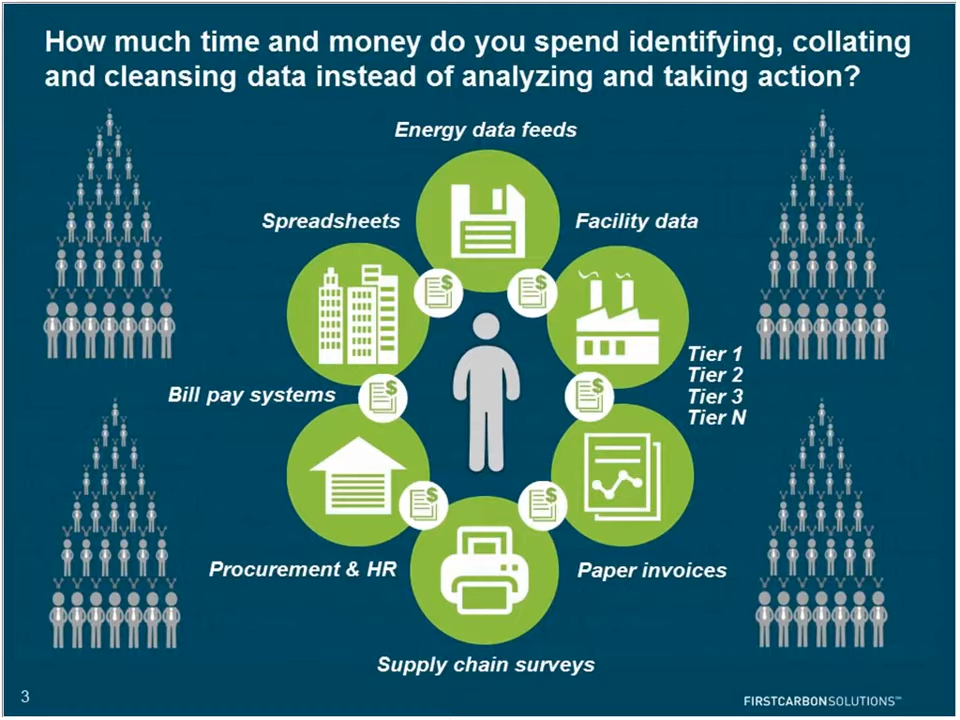 How much time and money do you spend identifying, collating
and cleansing data instead of analyzing and taking action?
Energy data feeds
Spreadsheets
Facility data
Tier 1
Tier 2
Tier 3
Tier N
Bill pay systems
Procurement & HR
Paper invoices
Supply chain surveys
3
FIRSTCARBONSOLUTIONS™